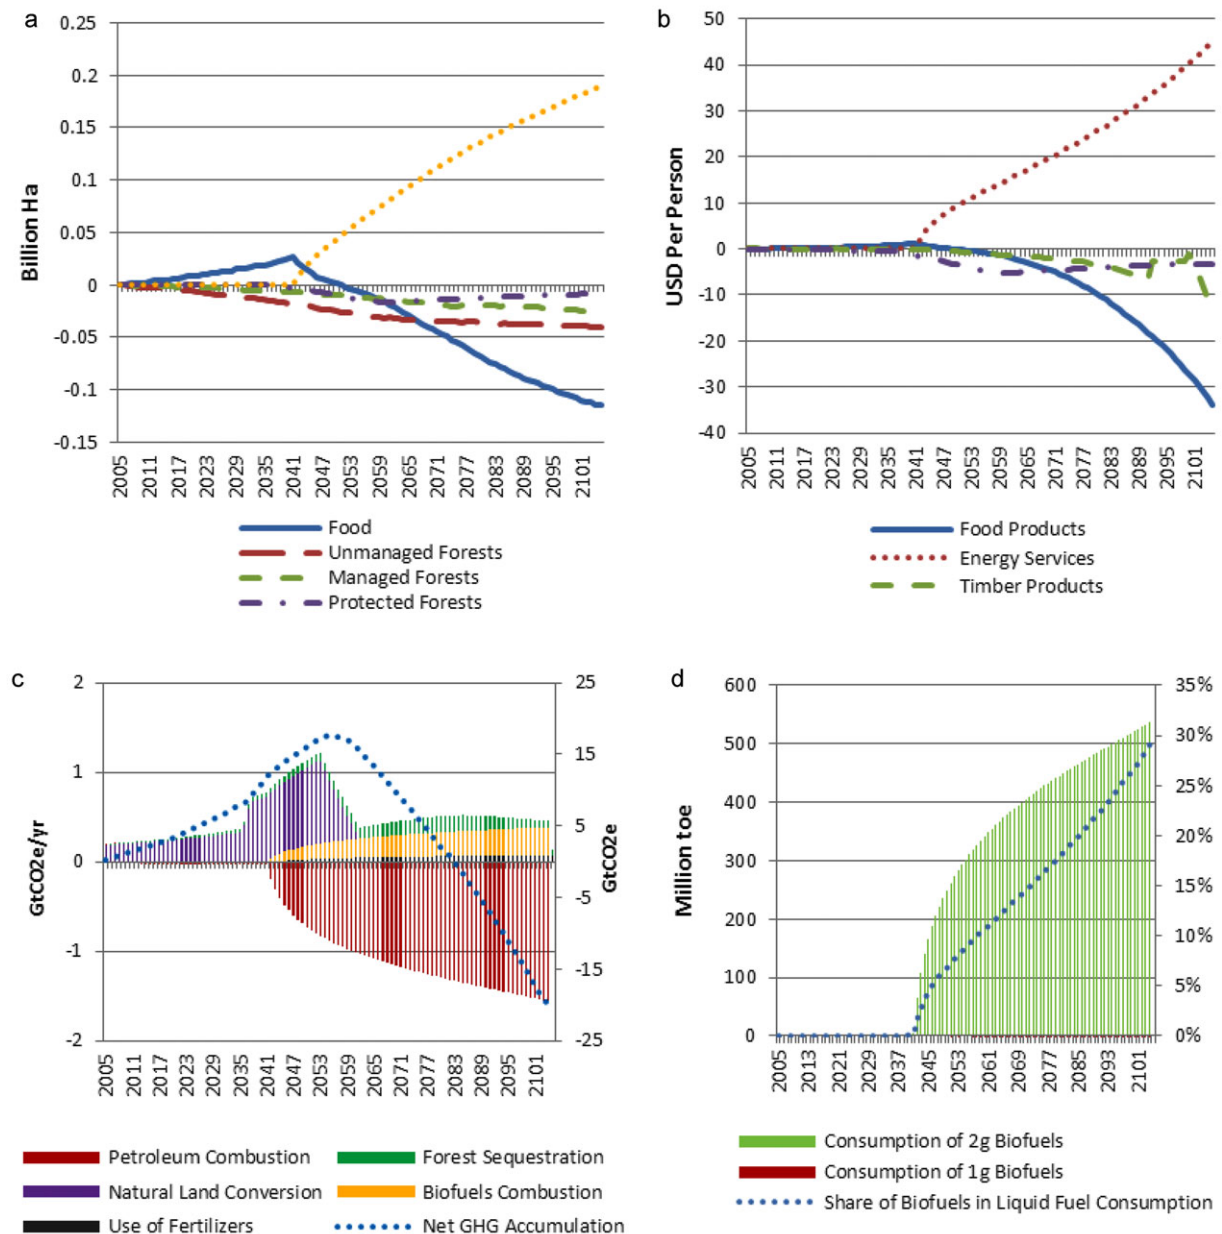 a
0.25
0.2
0.15
0.1
0.05
0
-0.05
-0.1
-0.15
Billion Ha
2005 2011 2017 2023 2029 2035 2041 2047 2053 2059 2065 2071 2077 2083 2089 2095 2101
Food
Unmanaged Forests
Managed Forests
Protected Forests
b
50
40
30
20
10
0
-10
-20
-30
-40
USD Per Person
2005 2011 2017 2023 2029 2035 2041 2047 2053 2059 2065 2071 2077 2083 2089 2095 2101
Food Products
Energy Services
Timber Products
c
2
1
0
-1
-2
GtCO2e/yr
25
15
5
-5
-15
-25
GtCO2e
2005 2011 2017 2023 2029 2035 2041 2047 2053 2059 2065 2071 2077 2083 2089 2095 2101
Petroleum Combustion
Forest Sequestration
Natural Land Conversion
Biofuels Combustion
Use of Fertilizers
Net GHG Accumulation
d
600
500
400
300
200
100
0
Million toe
35%
30%
25%
20%
15%
10%
5%
0%
2005 2013 2021 2029 2037 2045 2053 2061 2069 2077 2085 2093 2101
Consumption of 2g Biofuels
Consumption of 1g Biofuels
Share of Biofuels in Liquid Fuel Consumption